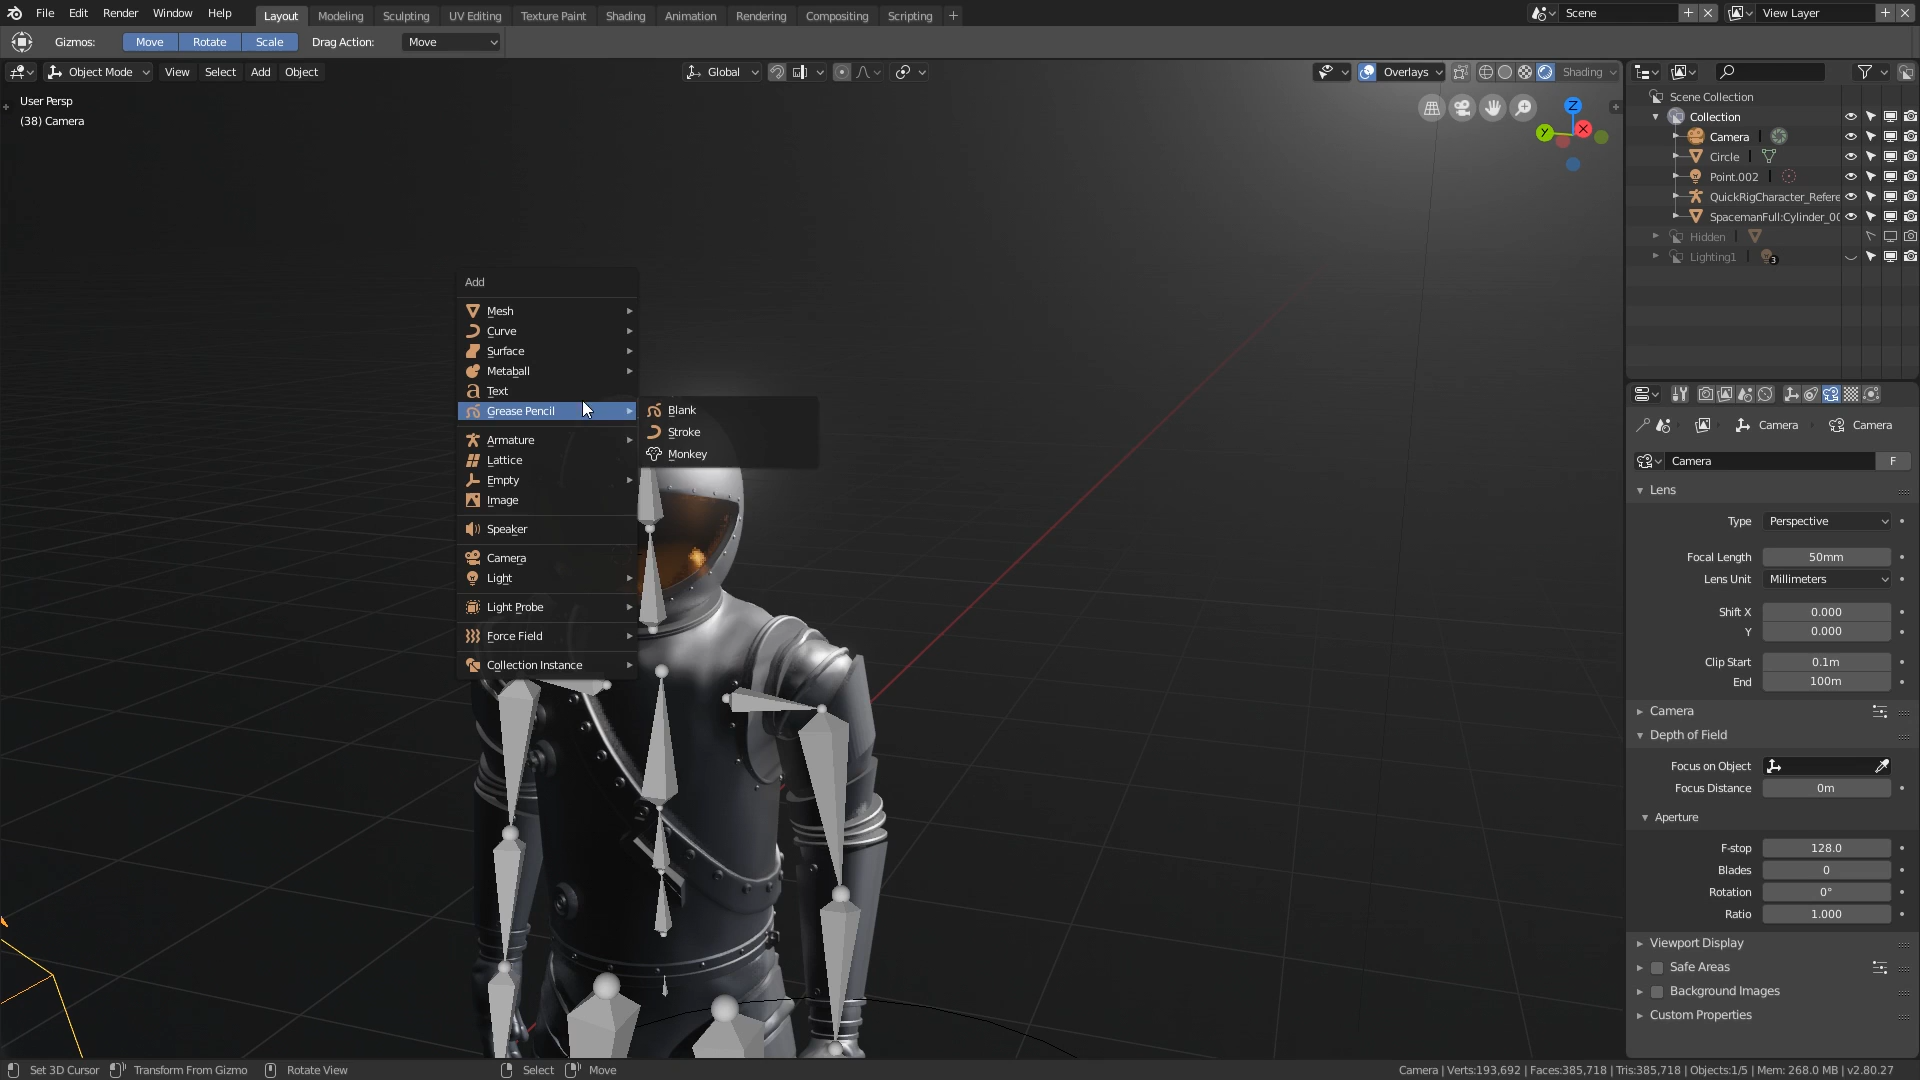 File Edit Render Window Help Layout Modeling Sculpting UV Editing Texture Paint Shading Animation Rendering Compositing Scripting + Scene View Layer
Gizmos: Move Rotate Scale Drag Action: Move
Object Mode View Select Add Object Global Overlays Shading
User Persp
(38) Camera
Z
Y
X
Add
Mesh
Curve
Surface
Metaball
Text
Grease Pencil
Armature
Lattice
Empty
Image
Speaker
Camera
Light
Light Probe
Force Field
Collection Instance
Blank
Stroke
Monkey
Scene Collection
Collection
Camera
Circle
Point.002
QuickRigCharacter_Refere
SpacemanFull:Cylinder_00
Hidden
Lighting1 3
Camera Camera
Camera F
Lens
Type Perspective
Focal Length 50mm
Lens Unit Millimeters
Shift X 0.000
Y 0.000
Clip Start 0.1m
End 100m
Camera
Depth of Field
Focus on Object
Focus Distance 0m
Aperture
F-stop 128.0
Blades 0
Rotation 0°
Ratio 1.000
Viewport Display
Safe Areas
Background Images
Custom Properties
Set 3D Cursor Transform From Gizmo Rotate View Select Move Camera | Verts:193,692 | Faces:385,718 | Tris:385,718 | Objects:1/5 | Mem: 268.0 MB | v2.80.27